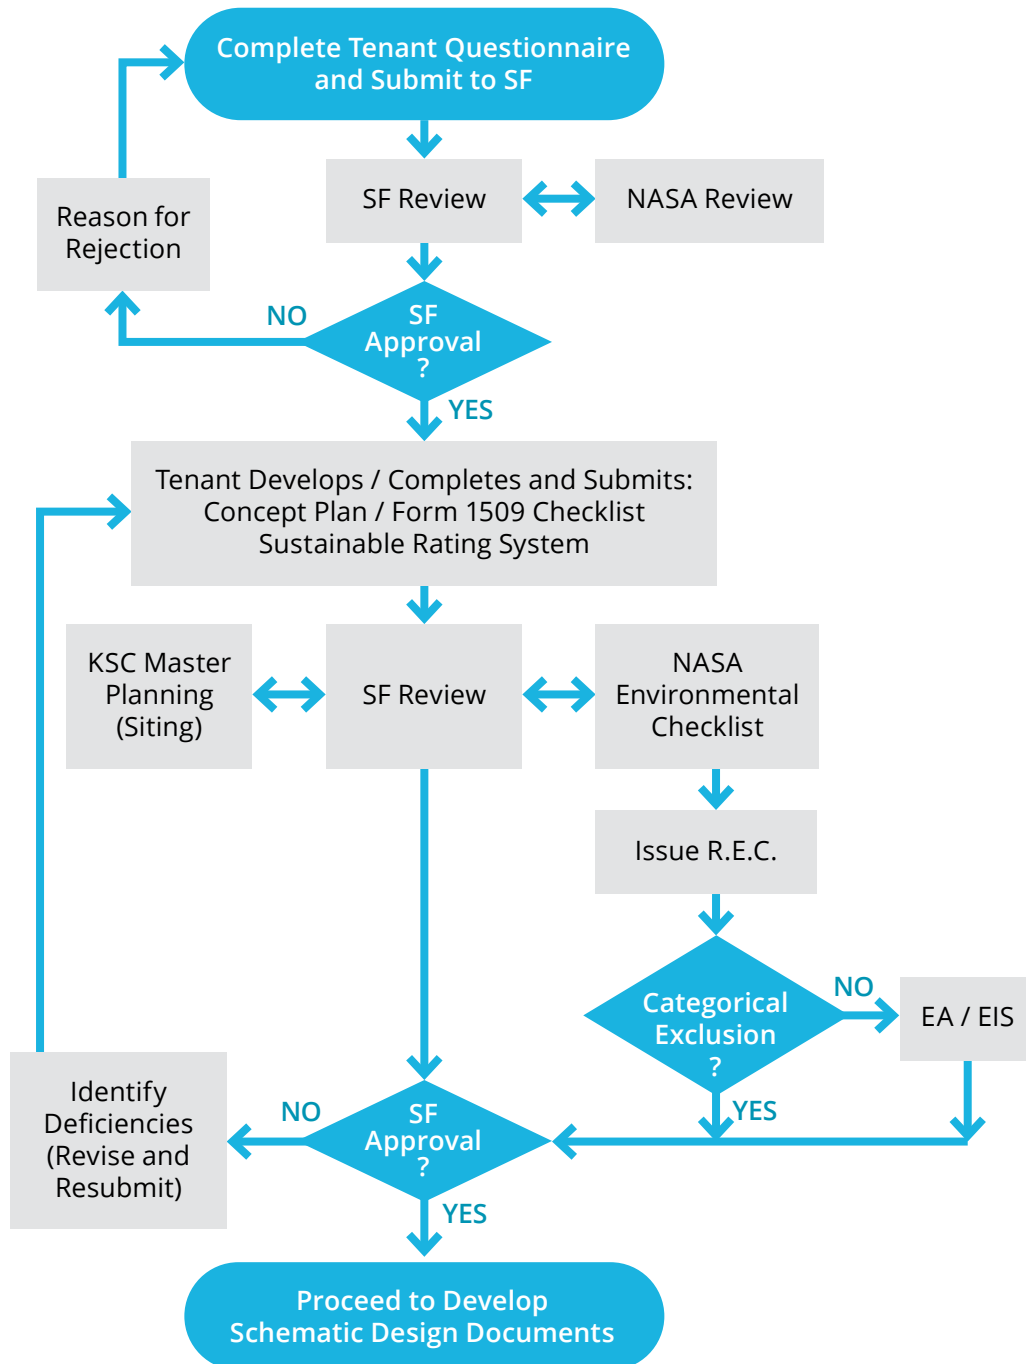 Complete Tenant Questionnaire
and Submit to SF
SF Review
NASA Review
Reason for
Rejection
NO
SF
Approval
?
YES
Tenant Develops / Completes and Submits:
Concept Plan / Form 1509 Checklist
Sustainable Rating System
KSC Master
Planning
(Siting)
SF Review
NASA
Environmental
Checklist
Issue R.E.C.
Categorical
Exclusion
?
NO
EA / EIS
YES
Identify
Deficiencies
(Revise and
Resubmit)
NO
SF
Approval
?
YES
Proceed to Develop
Schematic Design Documents